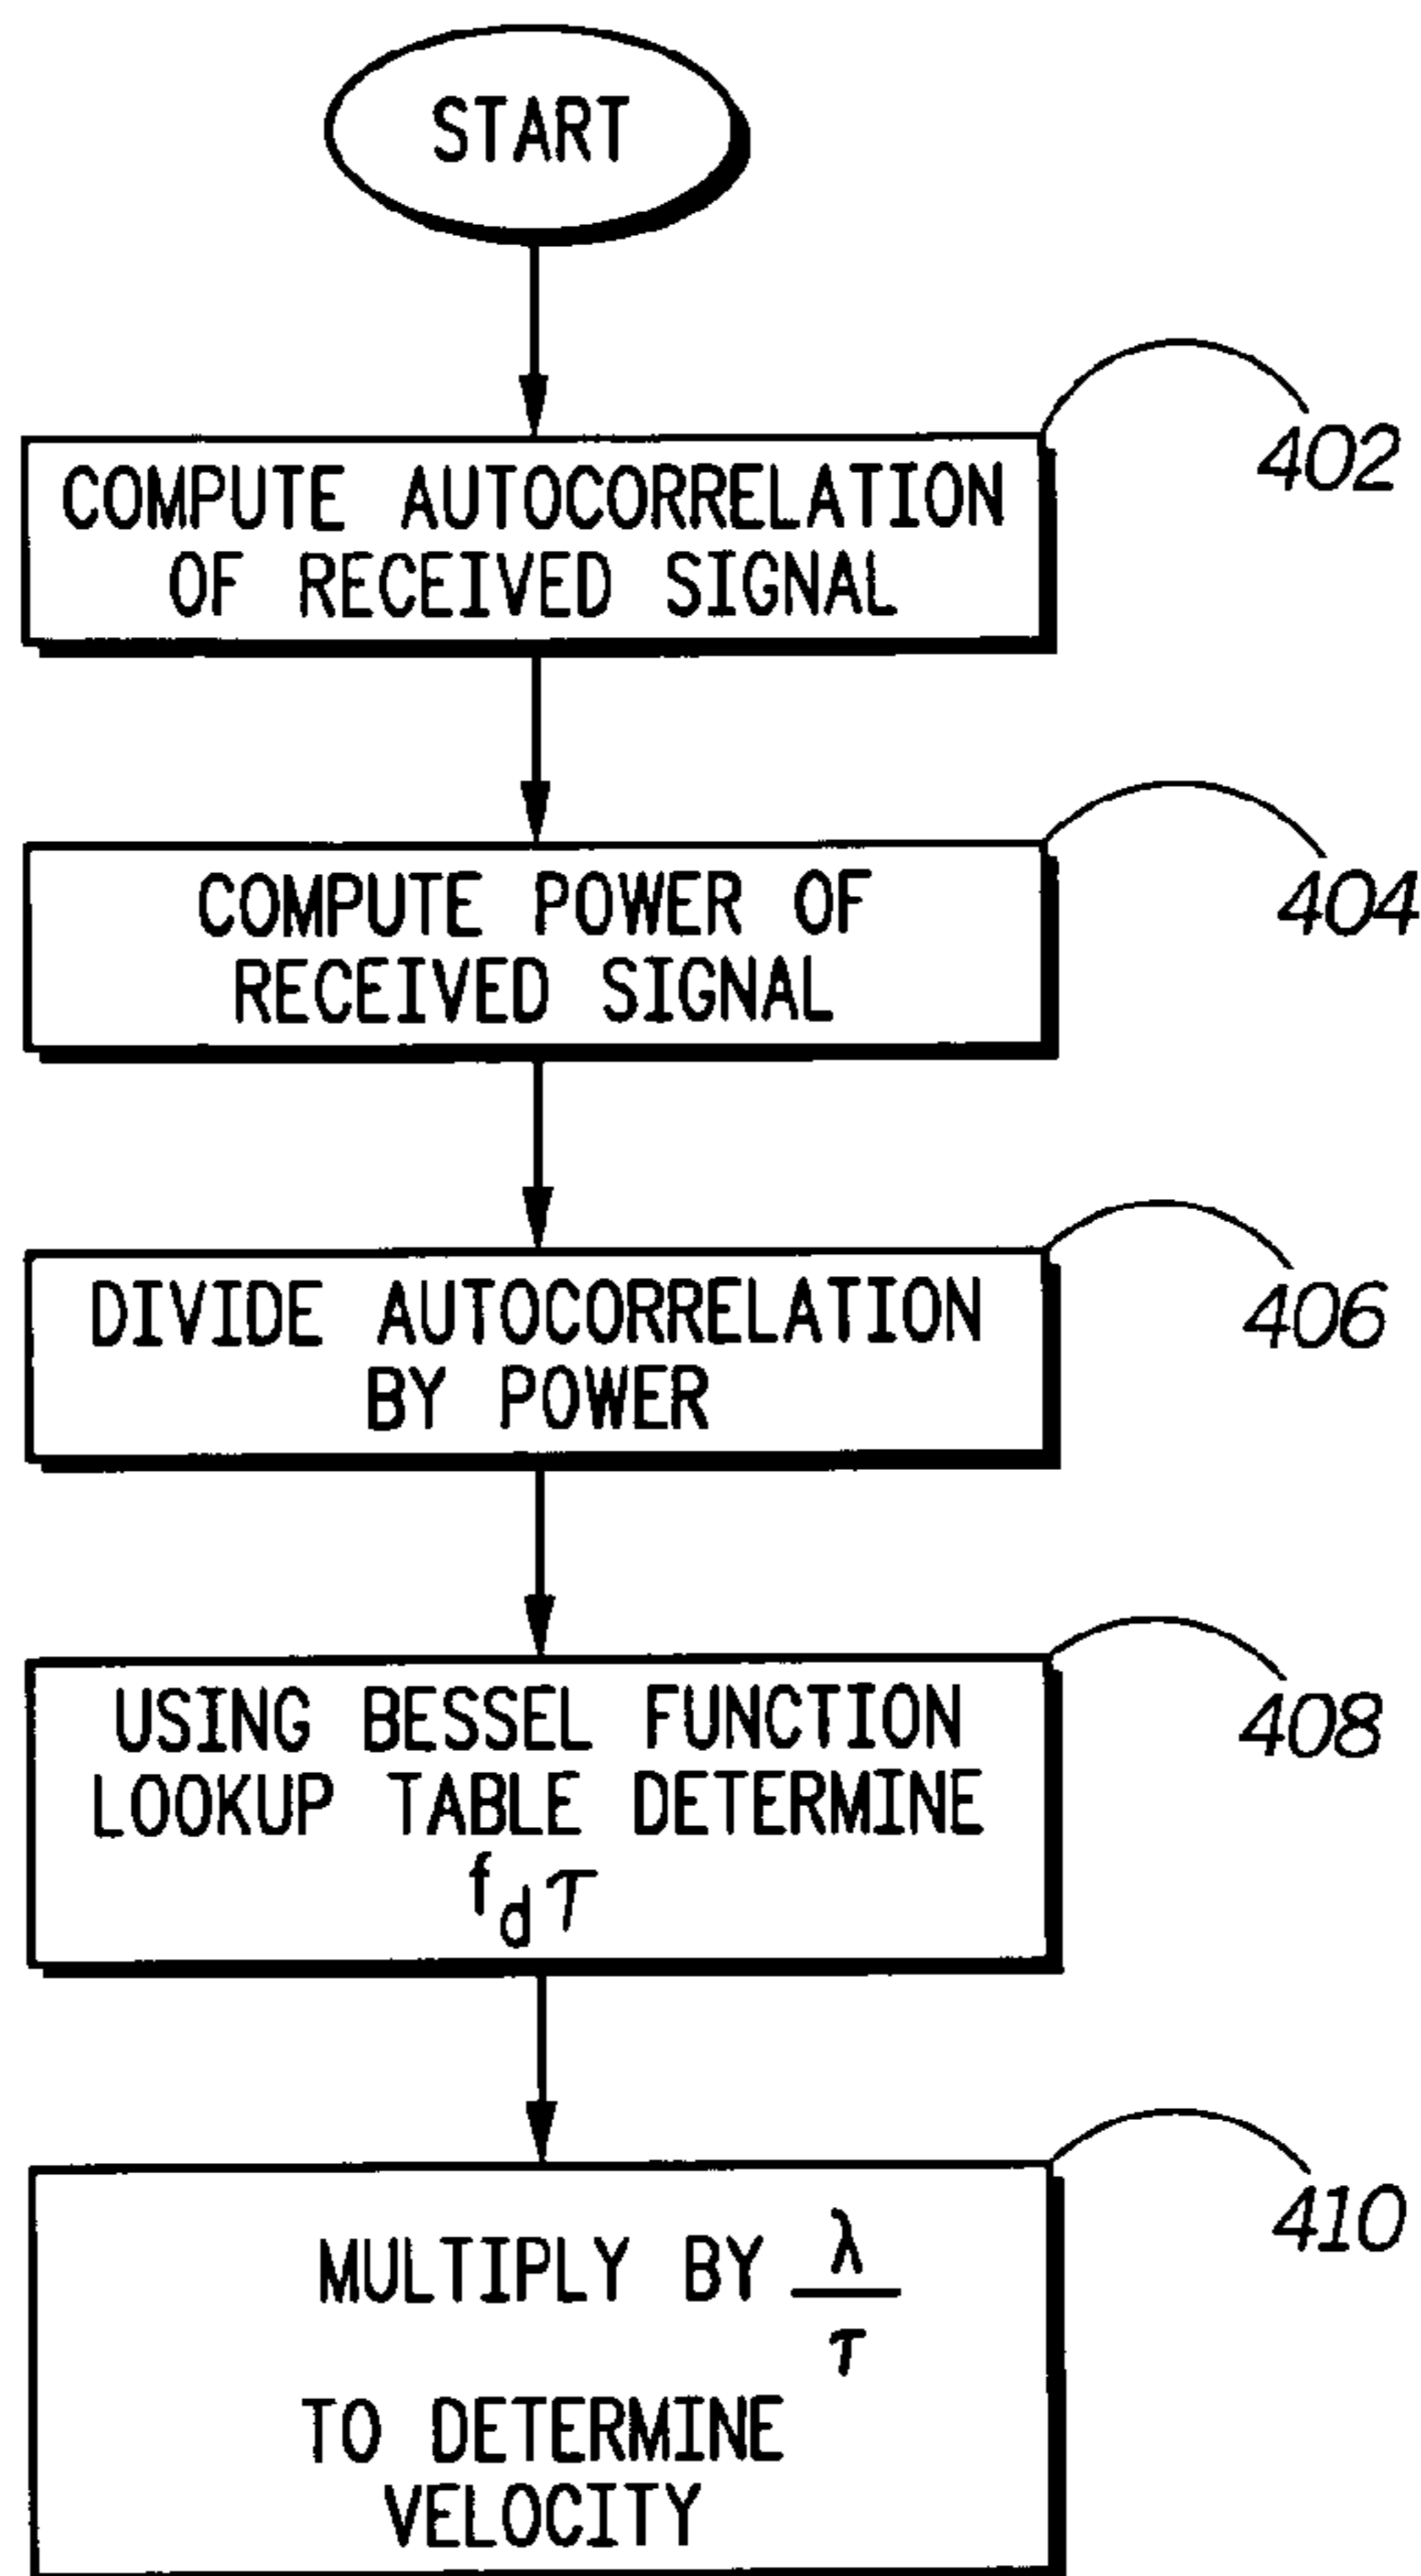 START
402
COMPUTE AUTOCORRELATION
OF RECEIVED SIGNAL
404
COMPUTE POWER OF
RECEIVED SIGNAL
406
DIVIDE AUTOCORRELATION
BY POWER
408
USING BESSEL FUNCTION
LOOKUP TABLE DETERMINE
f_d τ
410
MULTIPLY BY λ/τ
TO DETERMINE
VELOCITY